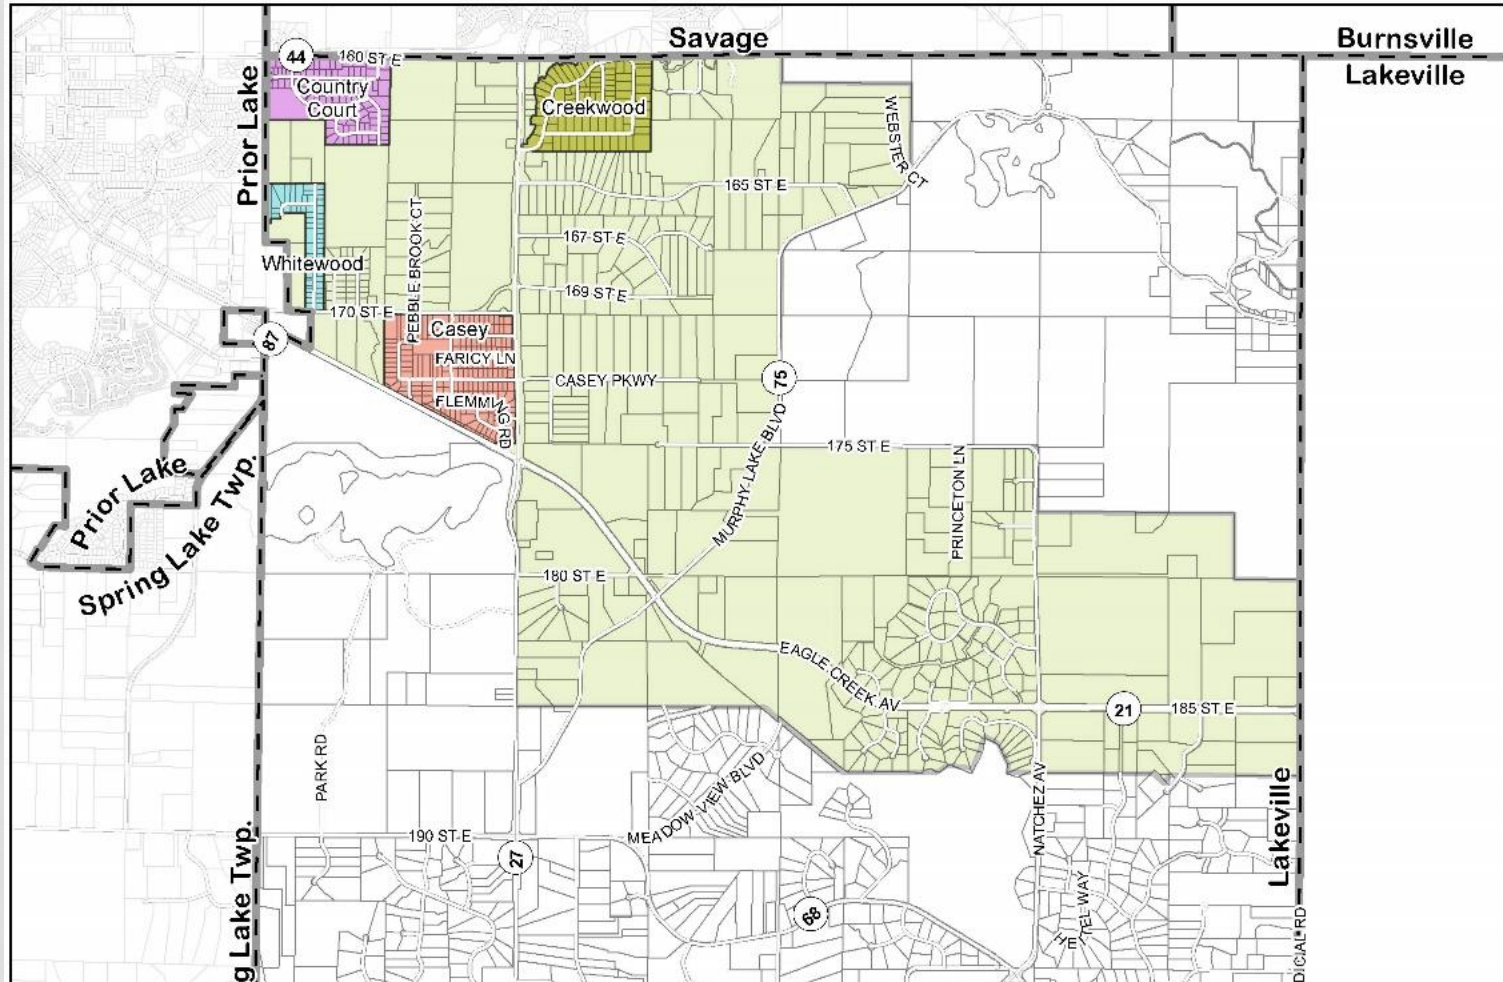 Savage
Burnsville
Lakeville
44
160 ST E
Country
Court
Creekwood
Prior Lake
WEBSTER CT
165 ST E
PEBBLE BROOK CT
167 ST E
Whitewood
169 ST E
170 ST E
87
Casey
FARICY LN
CASEY PKWY
75
FLEMMING RD
175 ST E
MURPHY LAKE BLVD
PRINCETON LN
Prior Lake
Spring Lake Twp.
180 ST E
EAGLE CREEK AV
21
185 ST E
PARK RD
MEADOW VIEW BLVD
NATCHEZ AV
Lakeville
190 ST E
27
68
g Lake Twp.
DICIAL RD